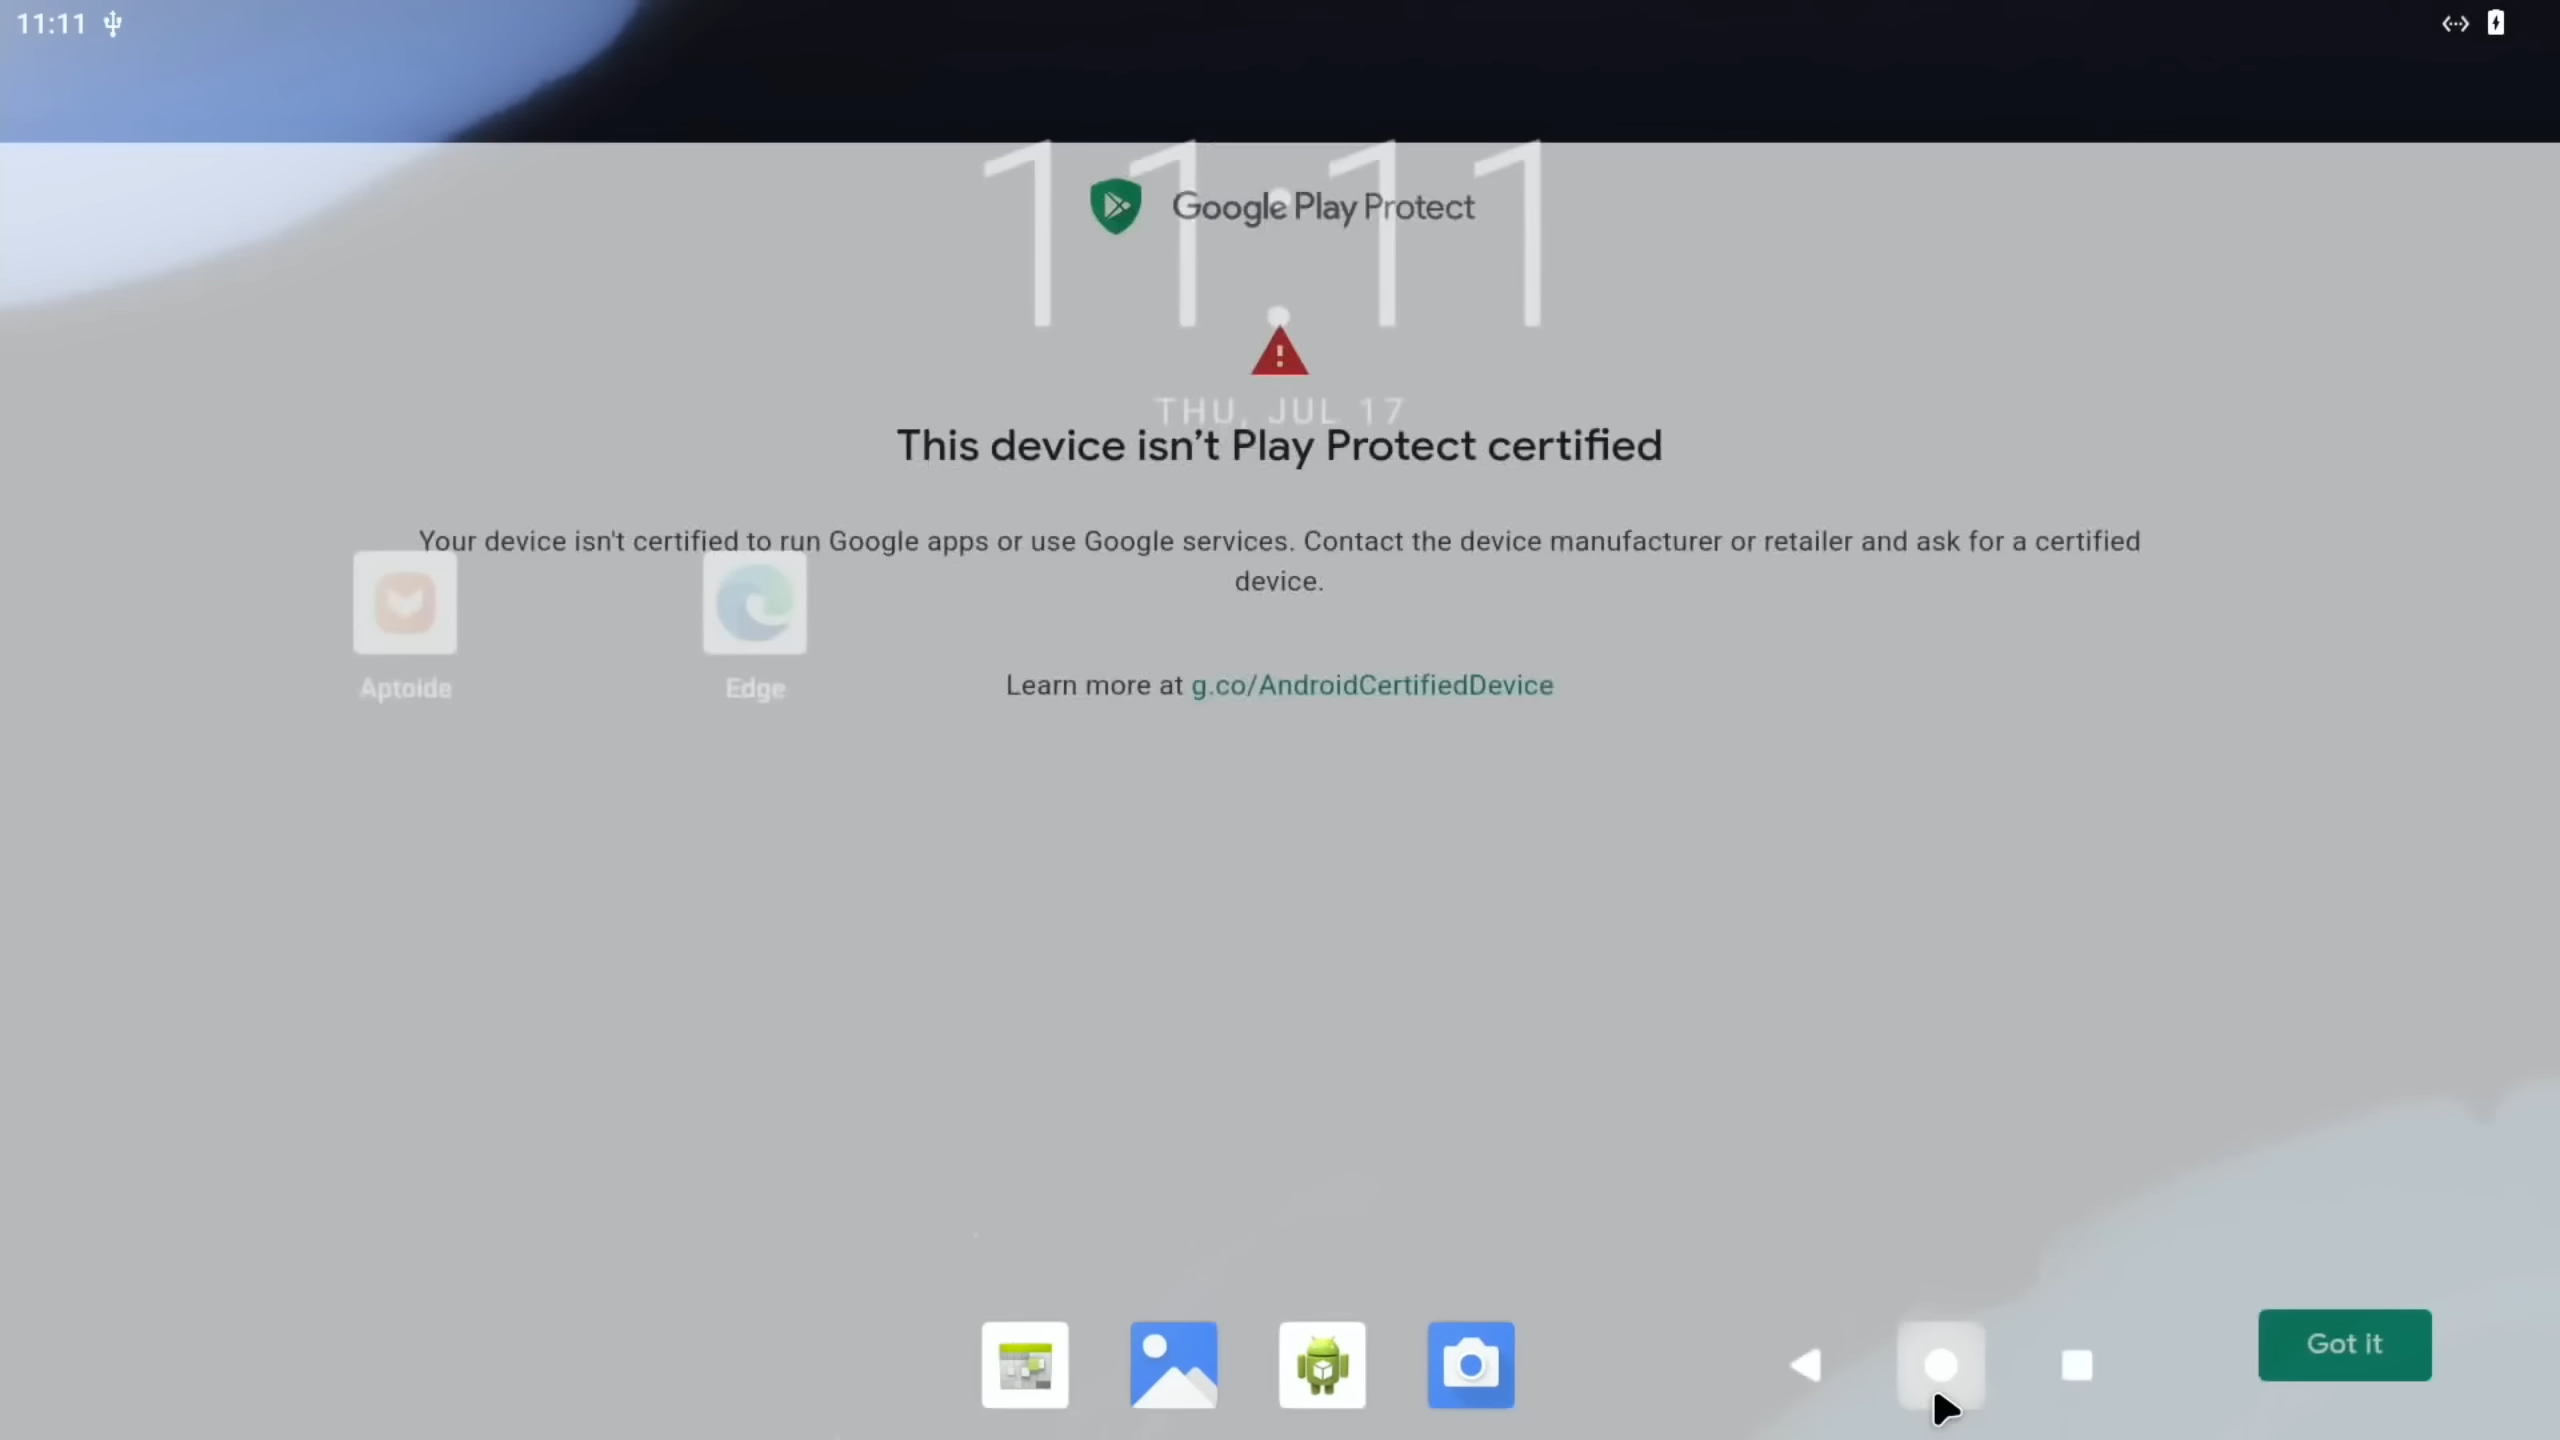 11:11
11:11
Google Play Protect
THU, JUL 17
This device isn’t Play Protect certified
Your device isn't certified to run Google apps or use Google services. Contact the device manufacturer or retailer and ask for a certified
device.
Aptoide
Edge
Learn more at g.co/AndroidCertifiedDevice
Got it